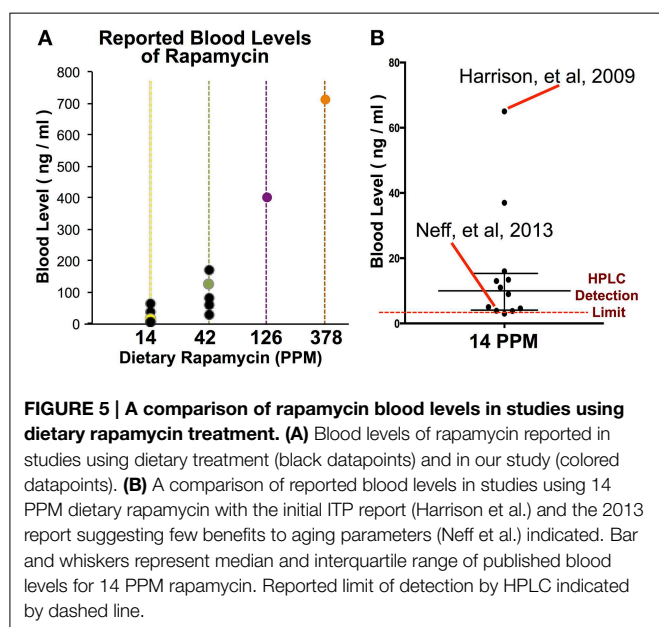 A
Reported Blood Levels
of Rapamycin
Blood Level ( ng / ml )
800
700
600
500
400
300
200
100
0
14
42
126
378
Dietary Rapamycin (PPM)
B
Blood Level ( ng / ml )
80
60
40
20
0
Harrison, et al, 2009
Neff, et al, 2013
HPLC
Detection
Limit
14 PPM
FIGURE 5 | A comparison of rapamycin blood levels in studies using
dietary rapamycin treatment. (A) Blood levels of rapamycin reported in
studies using dietary treatment (black datapoints) and in our study (colored
datapoints). (B) A comparison of reported blood levels in studies using 14
PPM dietary rapamycin with the initial ITP report (Harrison et al.) and the 2013
report suggesting few benefits to aging parameters (Neff et al.) indicated. Bar
and whiskers represent median and interquartile range of published blood
levels for 14 PPM rapamycin. Reported limit of detection by HPLC indicated
by dashed line.